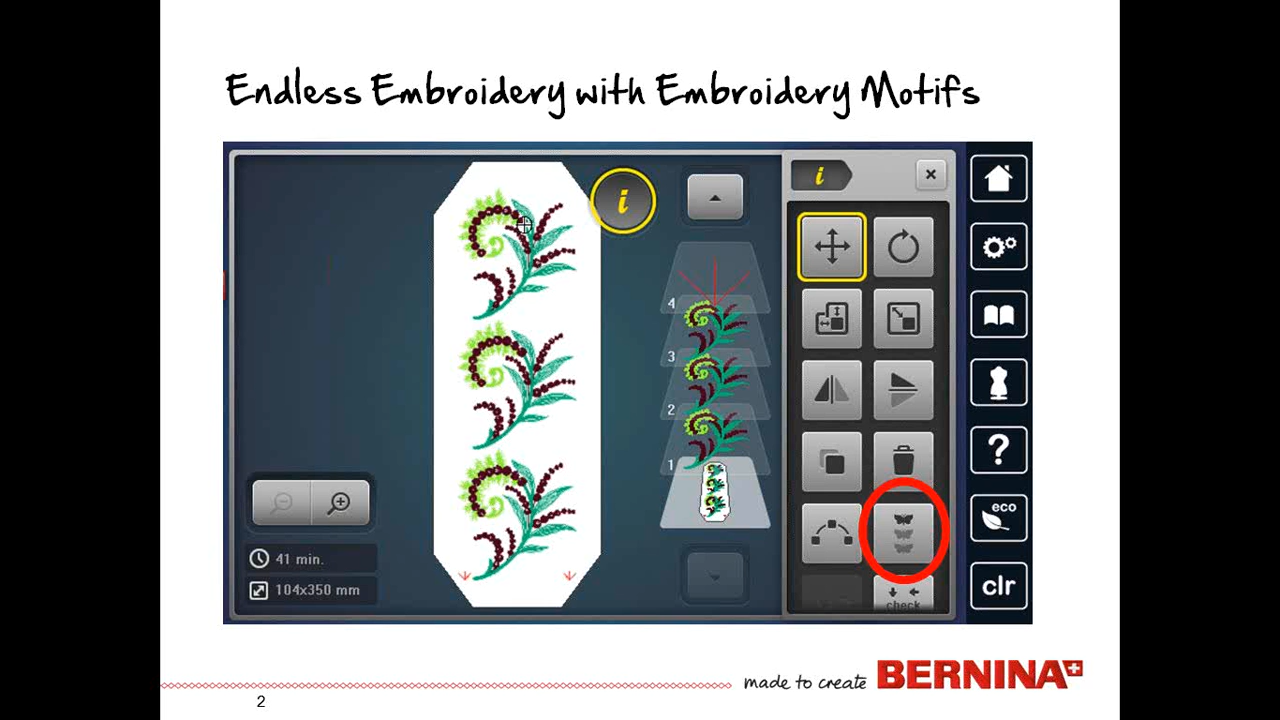 Endless Embroidery with Embroidery Motifs
i
i
4
3
2
1
?
eco
41 min.
104x350 mm
check
clr
made to create BERNINA
2